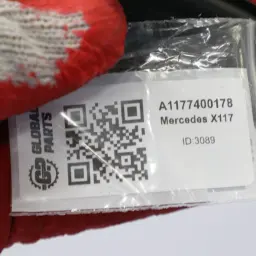 GLOBAL
PARTS
A1177400178
Mercedes X117
ID:3089